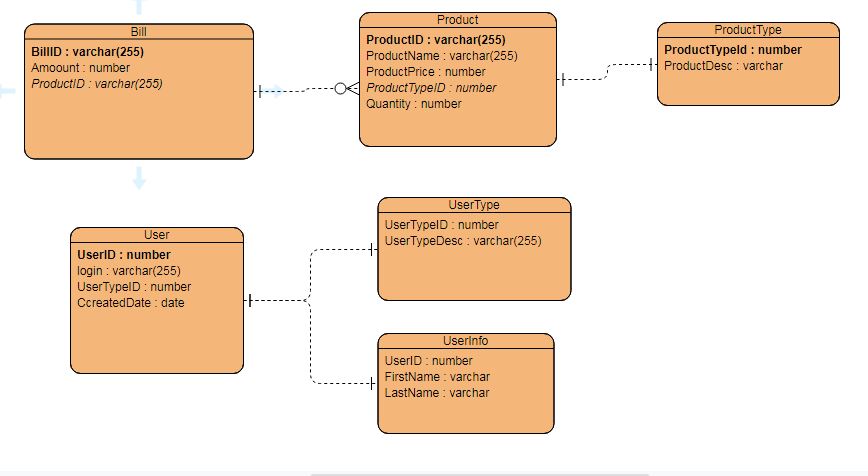 Bill
BillID : varchar(255)
Amoount : number
ProductID : varchar(255)
Product
ProductID : varchar(255)
ProductName : varchar(255)
ProductPrice : number
ProductTypeID : number
Quantity : number
ProductType
ProductTypeId : number
ProductDesc : varchar
User
UserID : number
login : varchar(255)
UserTypeID : number
CcreatedDate : date
UserType
UserTypeID : number
UserTypeDesc : varchar(255)
UserInfo
UserID : number
FirstName : varchar
LastName : varchar